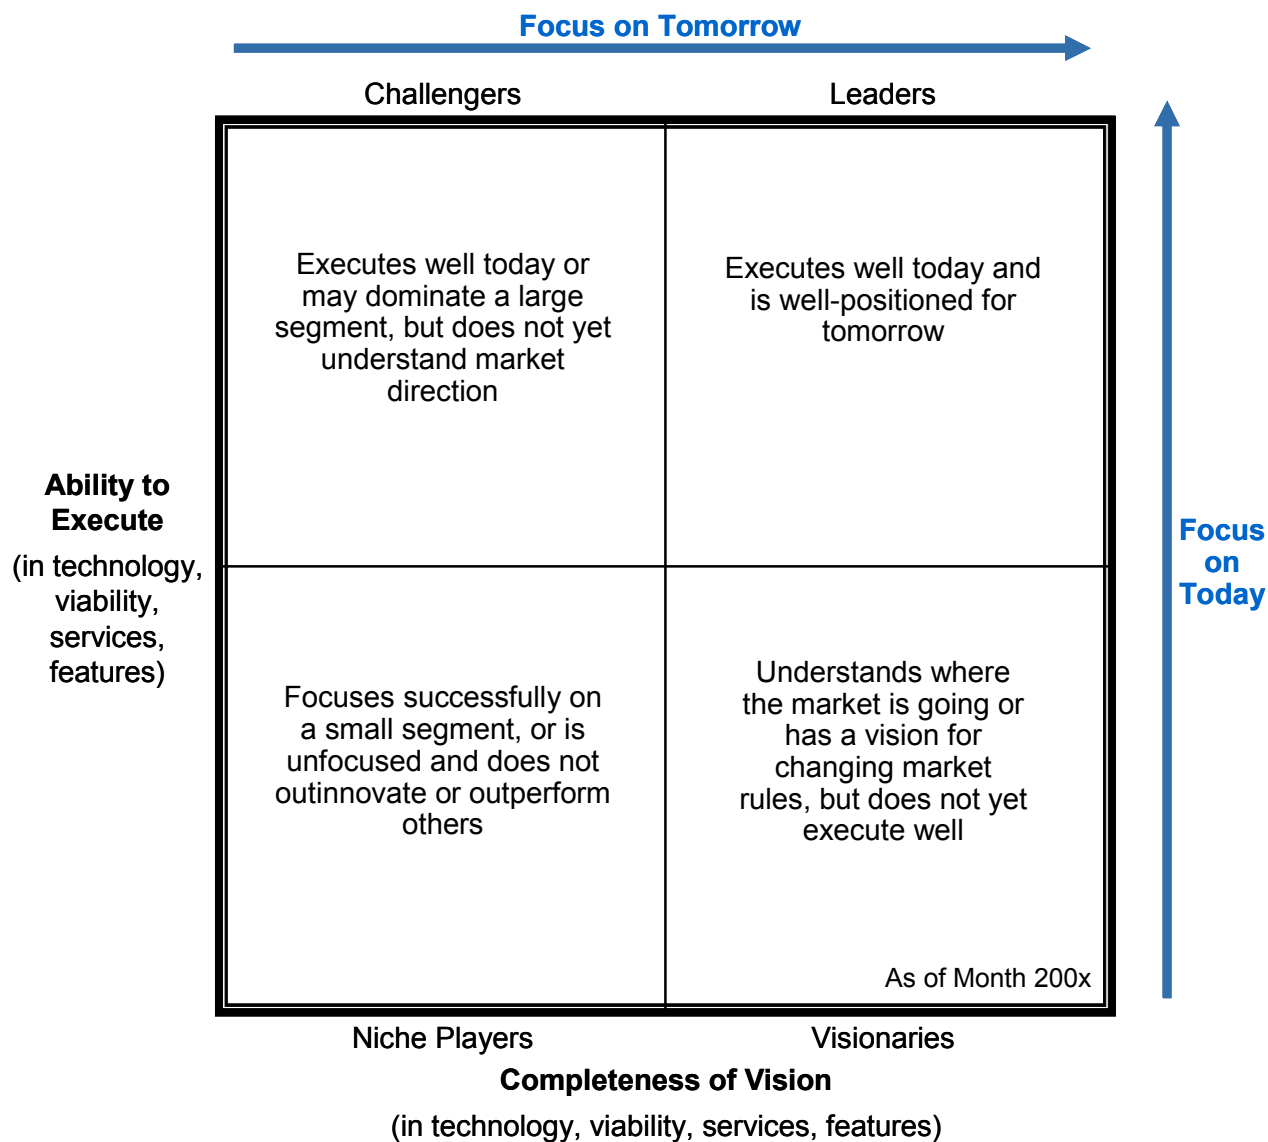 Focus on Tomorrow
Challengers
Leaders
Executes well today or
may dominate a large
segment, but does not yet
understand market
direction
Executes well today and
is well-positioned for
tomorrow
Ability to
Execute
(in technology,
viability,
services,
features)
Focus
on
Today
Focuses successfully on
a small segment, or is
unfocused and does not
outinnovate or outperform
others
Understands where
the market is going or
has a vision for
changing market
rules, but does not yet
execute well
As of Month 200x
Niche Players
Visionaries
Completeness of Vision
(in technology, viability, services, features)